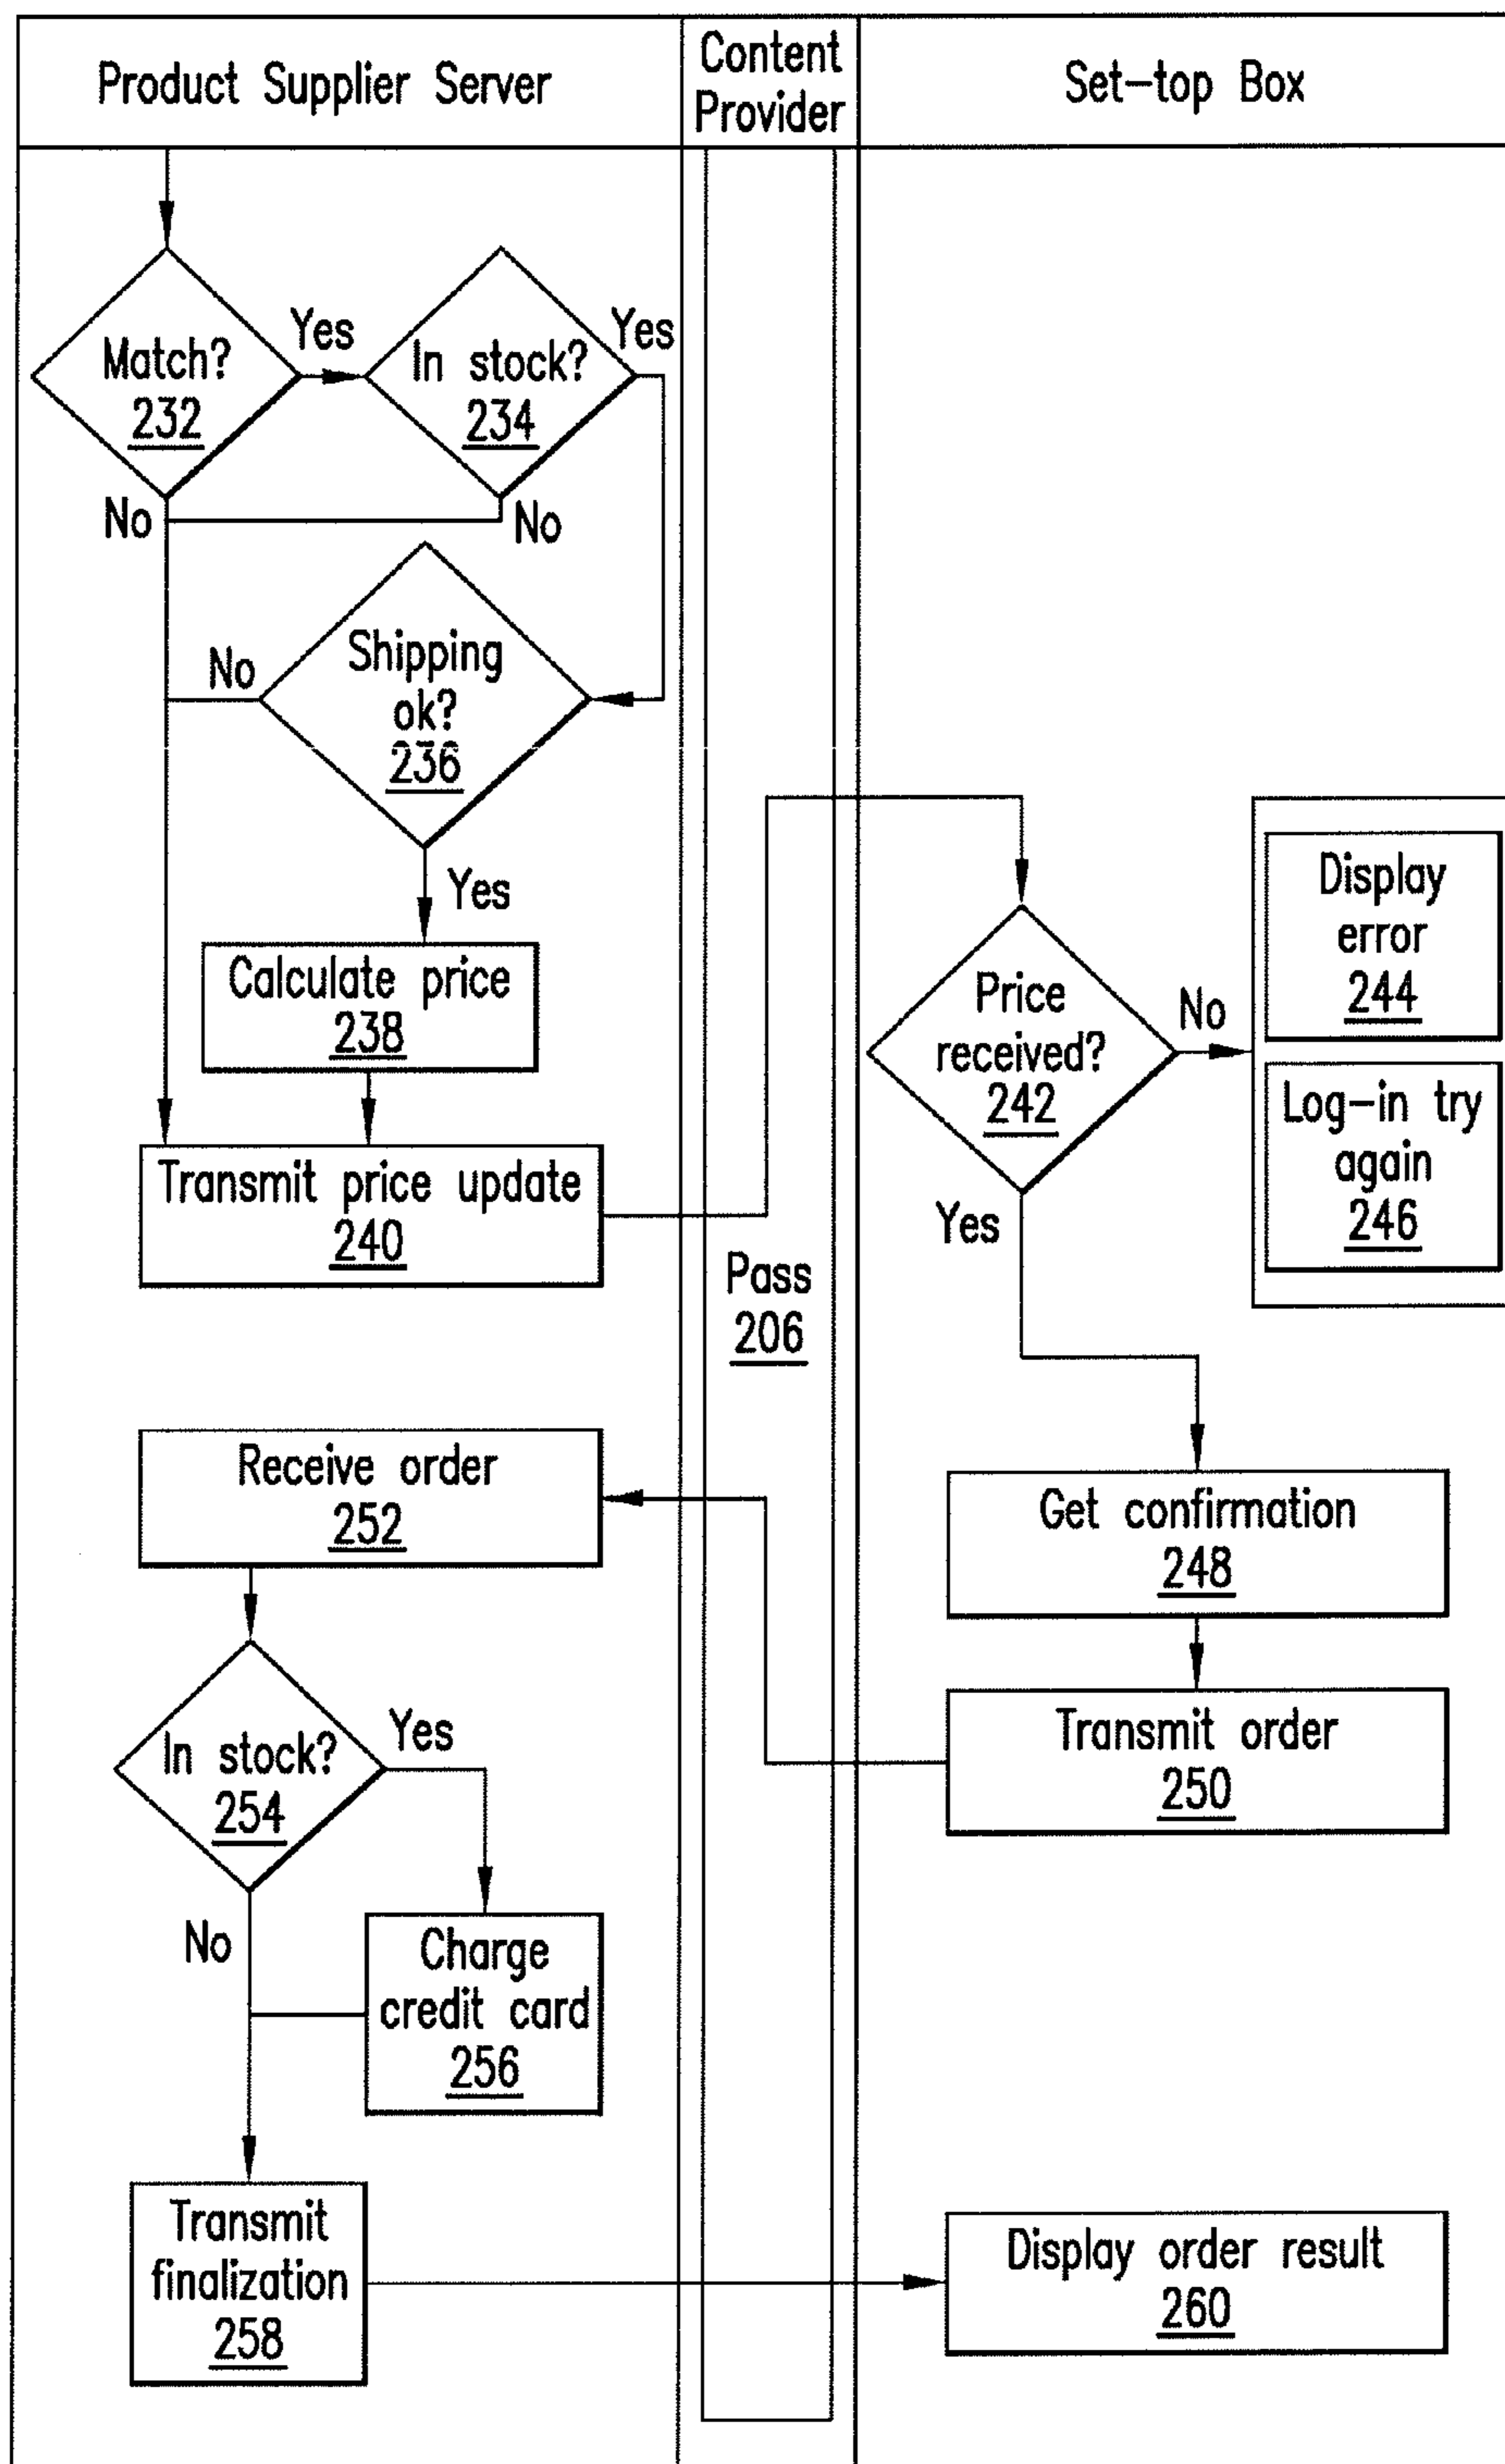 Product Supplier Server
Content
Provider
Set-top Box
Match?
232
Yes
In stock?
234
Yes
No
No
Shipping
ok?
236
No
Yes
Calculate price
238
Transmit price update
240
Pass
206
Price
received?
242
No
Yes
Display
error
244
Log-in try
again
246
Get confirmation
248
Transmit order
250
Receive order
252
In stock?
254
Yes
No
Charge
credit card
256
Transmit
finalization
258
Display order result
260